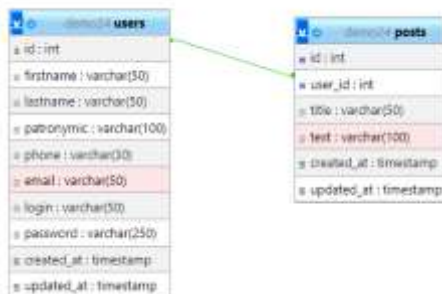 demo24 users
id : int
firstname : varchar(50)
lastname : varchar(50)
patronymic : varchar(100)
phone : varchar(30)
email : varchar(50)
login : varchar(50)
password : varchar(250)
created_at : timestamp
updated_at : timestamp
demo24 posts
id : int
user_id : int
title : varchar(50)
text : varchar(100)
created_at : timestamp
updated_at : timestamp